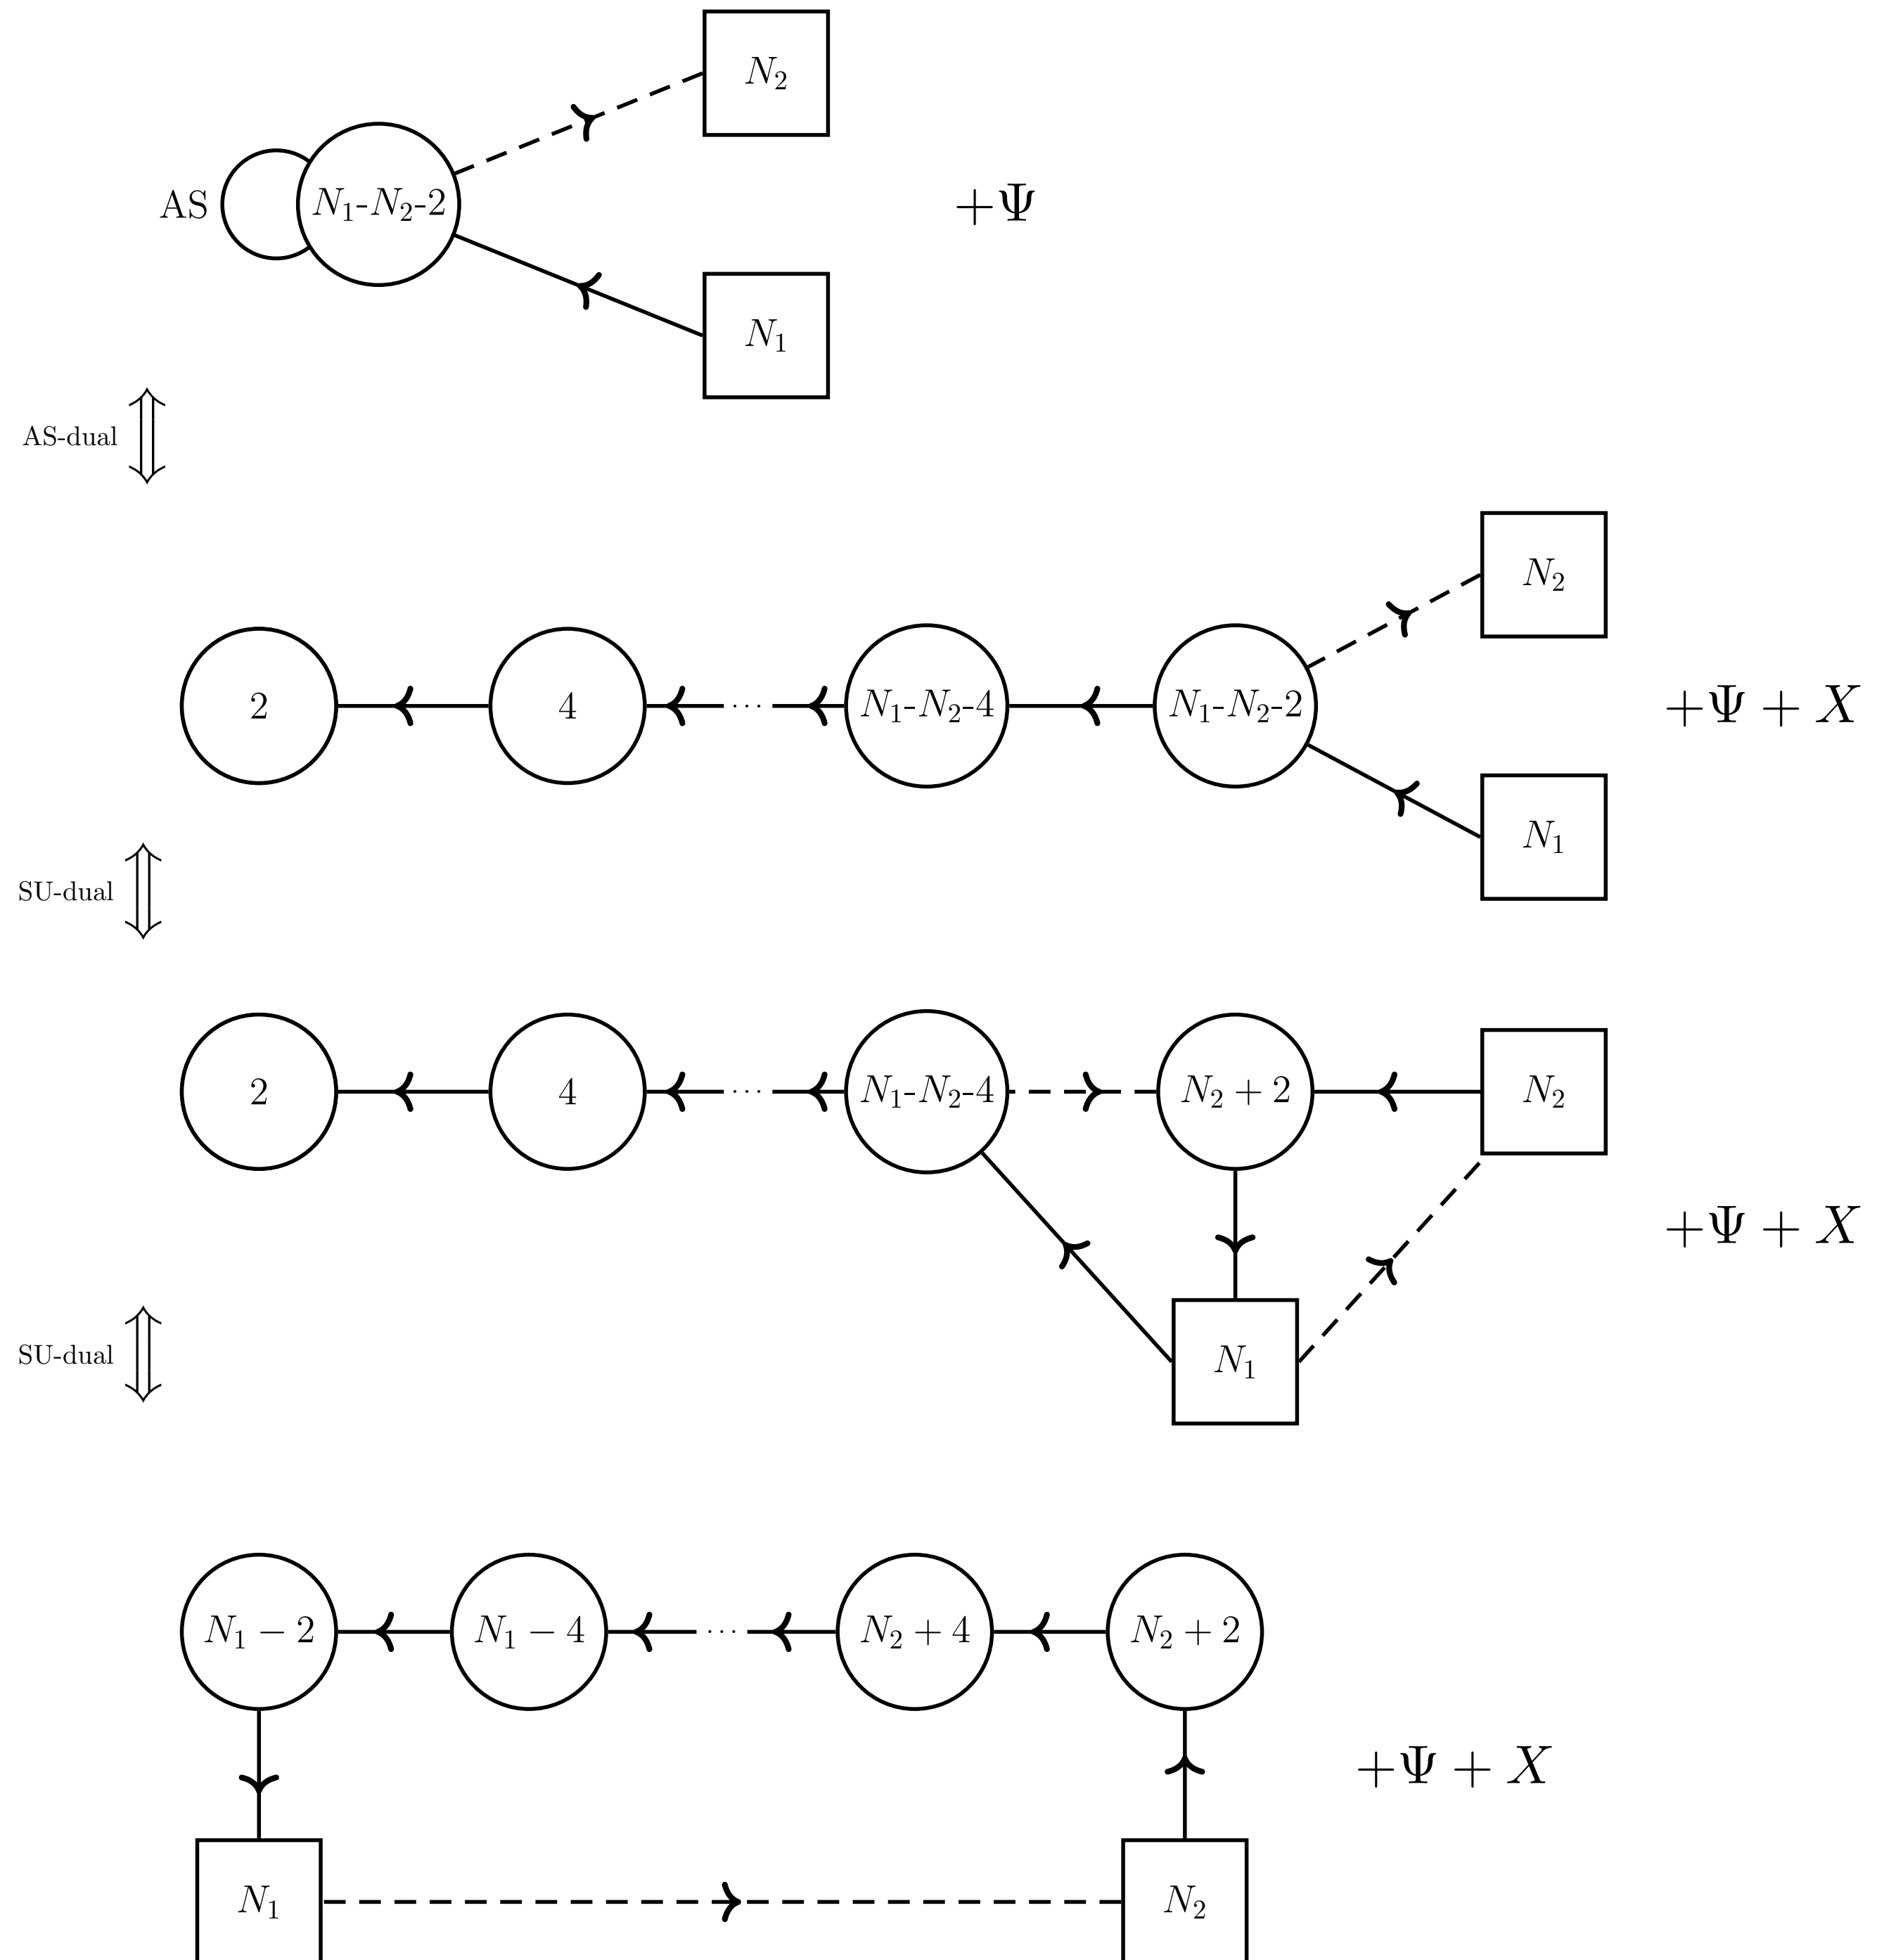 N₂
AS
N₁-N₂-2
+Ψ
N₁
AS-dual
N₂
2
4
...
N₁-N₂-4
N₁-N₂-2
+Ψ + X
N₁
SU-dual
2
4
...
N₁-N₂-4
N₂ + 2
N₂
+Ψ + X
SU-dual
N₁
N₁ − 2
N₁ − 4
...
N₂ + 4
N₂ + 2
+Ψ + X
N₁
N₂